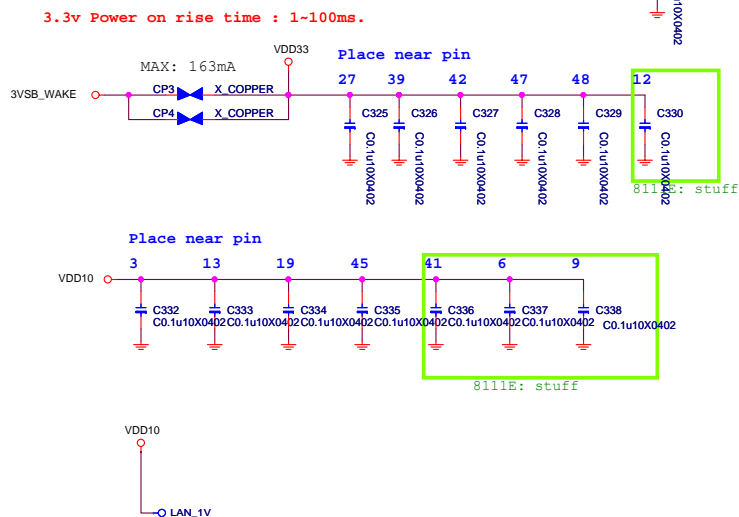 u10X0402
3.3v Power on rise time : 1~100ms.
VDD33
Place near pin
MAX: 163mA
27 39 42 47 48 12
3VSB_WAKE
CP3 X_COPPER
CP4 X_COPPER
C325 C326 C327 C328 C329 C330
C0.1u10X0402 C0.1u10X0402 C0.1u10X0402 C0.1u10X0402 C0.1u10X0402 C0.1u10X0402
8111E: stuff
Place near pin
3 13 19 45 41 6 9
VDD10
C332 C333 C334 C335 C336 C337 C338
C0.1u10X0402 C0.1u10X0402 C0.1u10X0402 C0.1u10X0402 C0.1u10X0402 C0.1u10X0402 C0.1u10X0402
8111E: stuff
VDD10
LAN_1V